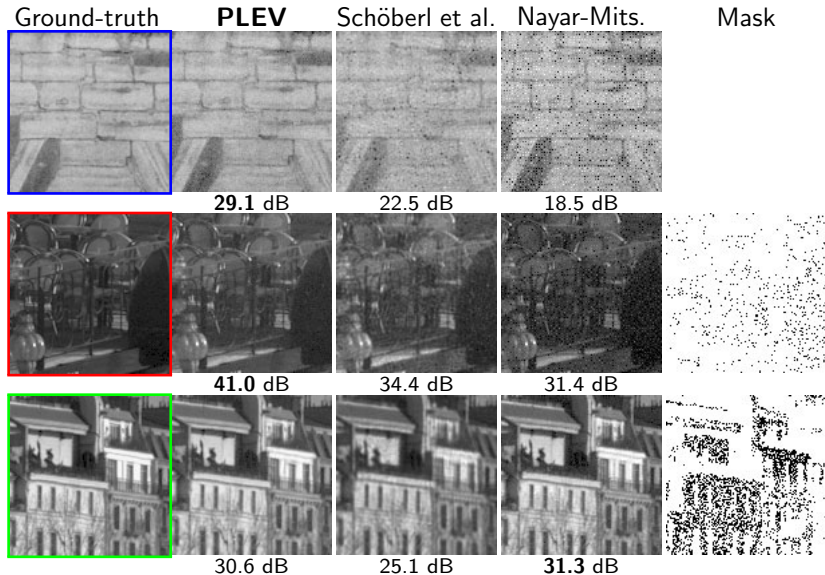 Ground-truth PLEV Schöberl et al. Nayar-Mits. Mask
29.1 dB 22.5 dB 18.5 dB
41.0 dB 34.4 dB 31.4 dB
30.6 dB 25.1 dB 31.3 dB